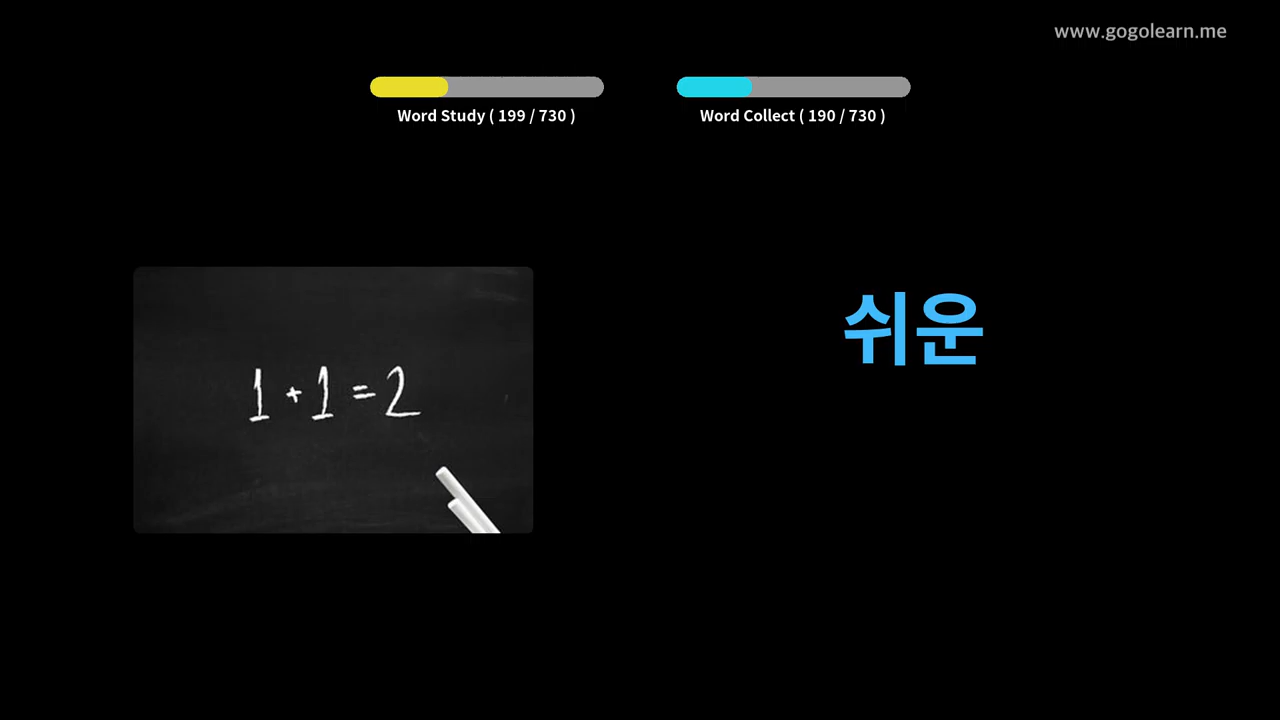 www.gogolearn.me
Word Study ( 199 / 730 )
Word Collect ( 190 / 730 )
쉬운
1 + 1 = 2